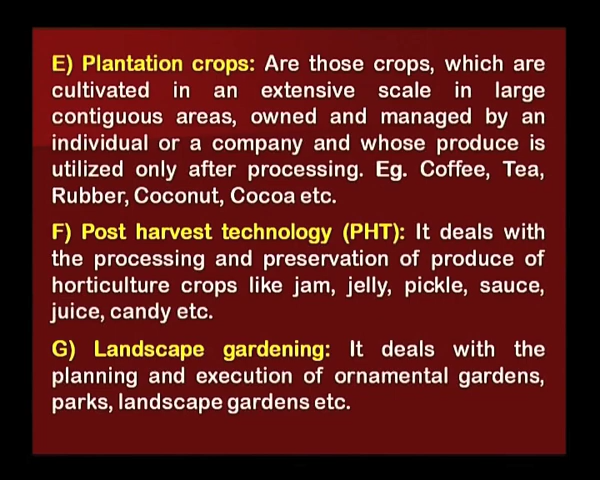 E) Plantation crops: Are those crops, which are
cultivated in an extensive scale in large
contiguous areas, owned and managed by an
individual or a company and whose produce is
utilized only after processing. Eg. Coffee, Tea,
Rubber, Coconut, Cocoa etc.
F) Post harvest technology (PHT): It deals with
the processing and preservation of produce of
horticulture crops like jam, jelly, pickle, sauce,
juice, candy etc.
G) Landscape gardening: It deals with the
planning and execution of ornamental gardens,
parks, landscape gardens etc.